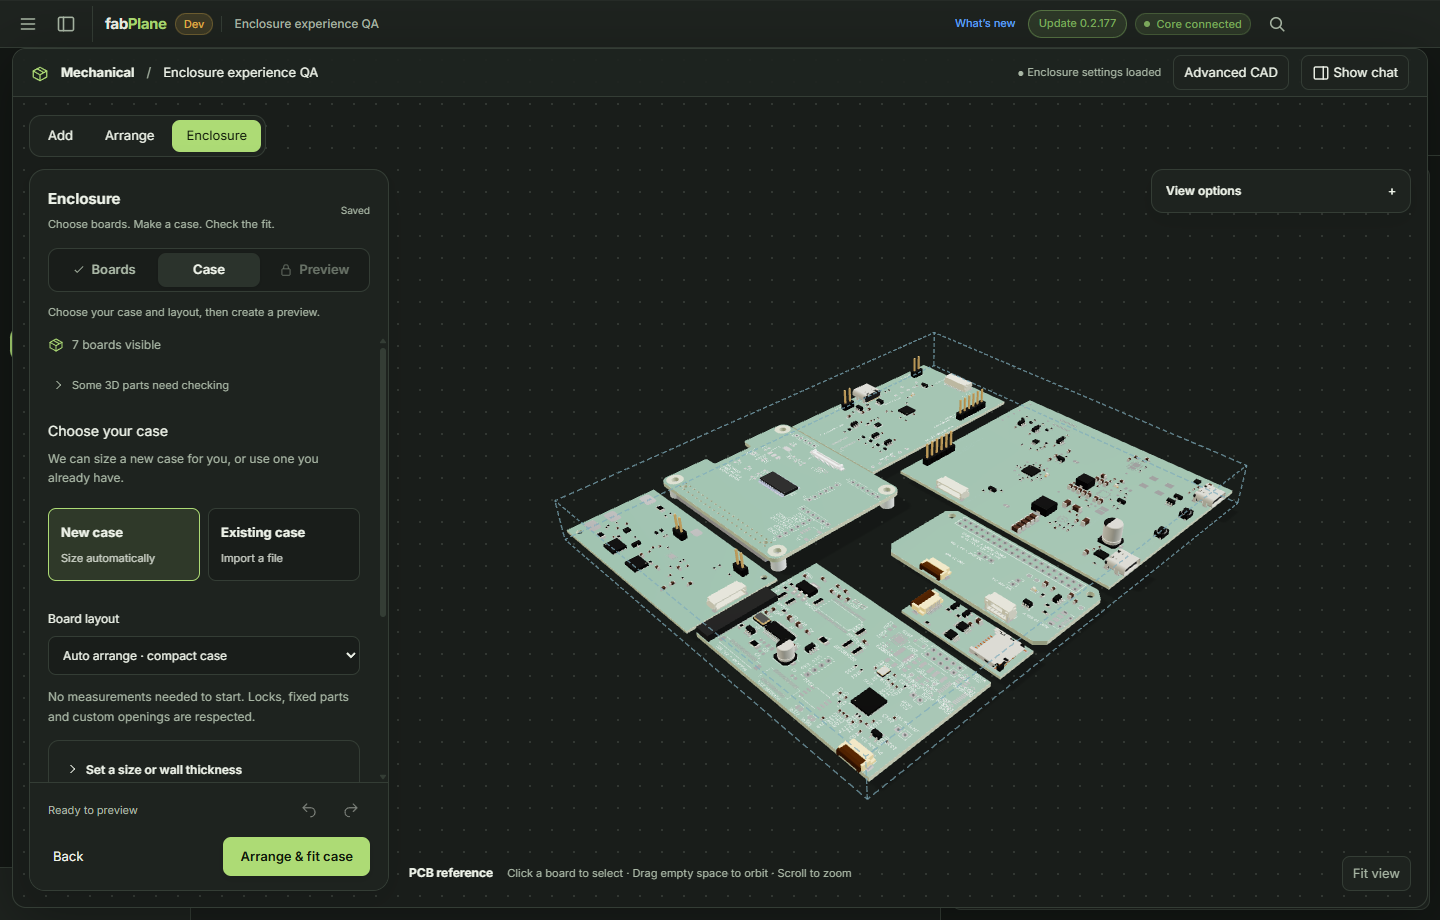 fabPlane Dev Enclosure experience QA What's new Update 0.2.177 Core connected
Mechanical / Enclosure experience QA Enclosure settings loaded Advanced CAD Show chat
Add Arrange Enclosure
Enclosure
Saved
Choose boards. Make a case. Check the fit.
Boards Case Preview
Choose your case and layout, then create a preview.
7 boards visible
Some 3D parts need checking
Choose your case
We can size a new case for you, or use one you
already have.
New case
Size automatically
Existing case
Import a file
Board layout
Auto arrange · compact case
No measurements needed to start. Locks, fixed parts
and custom openings are respected.
Set a size or wall thickness
Ready to preview
Back Arrange & fit case
View options +
PCB reference Click a board to select · Drag empty space to orbit · Scroll to zoom
Fit view